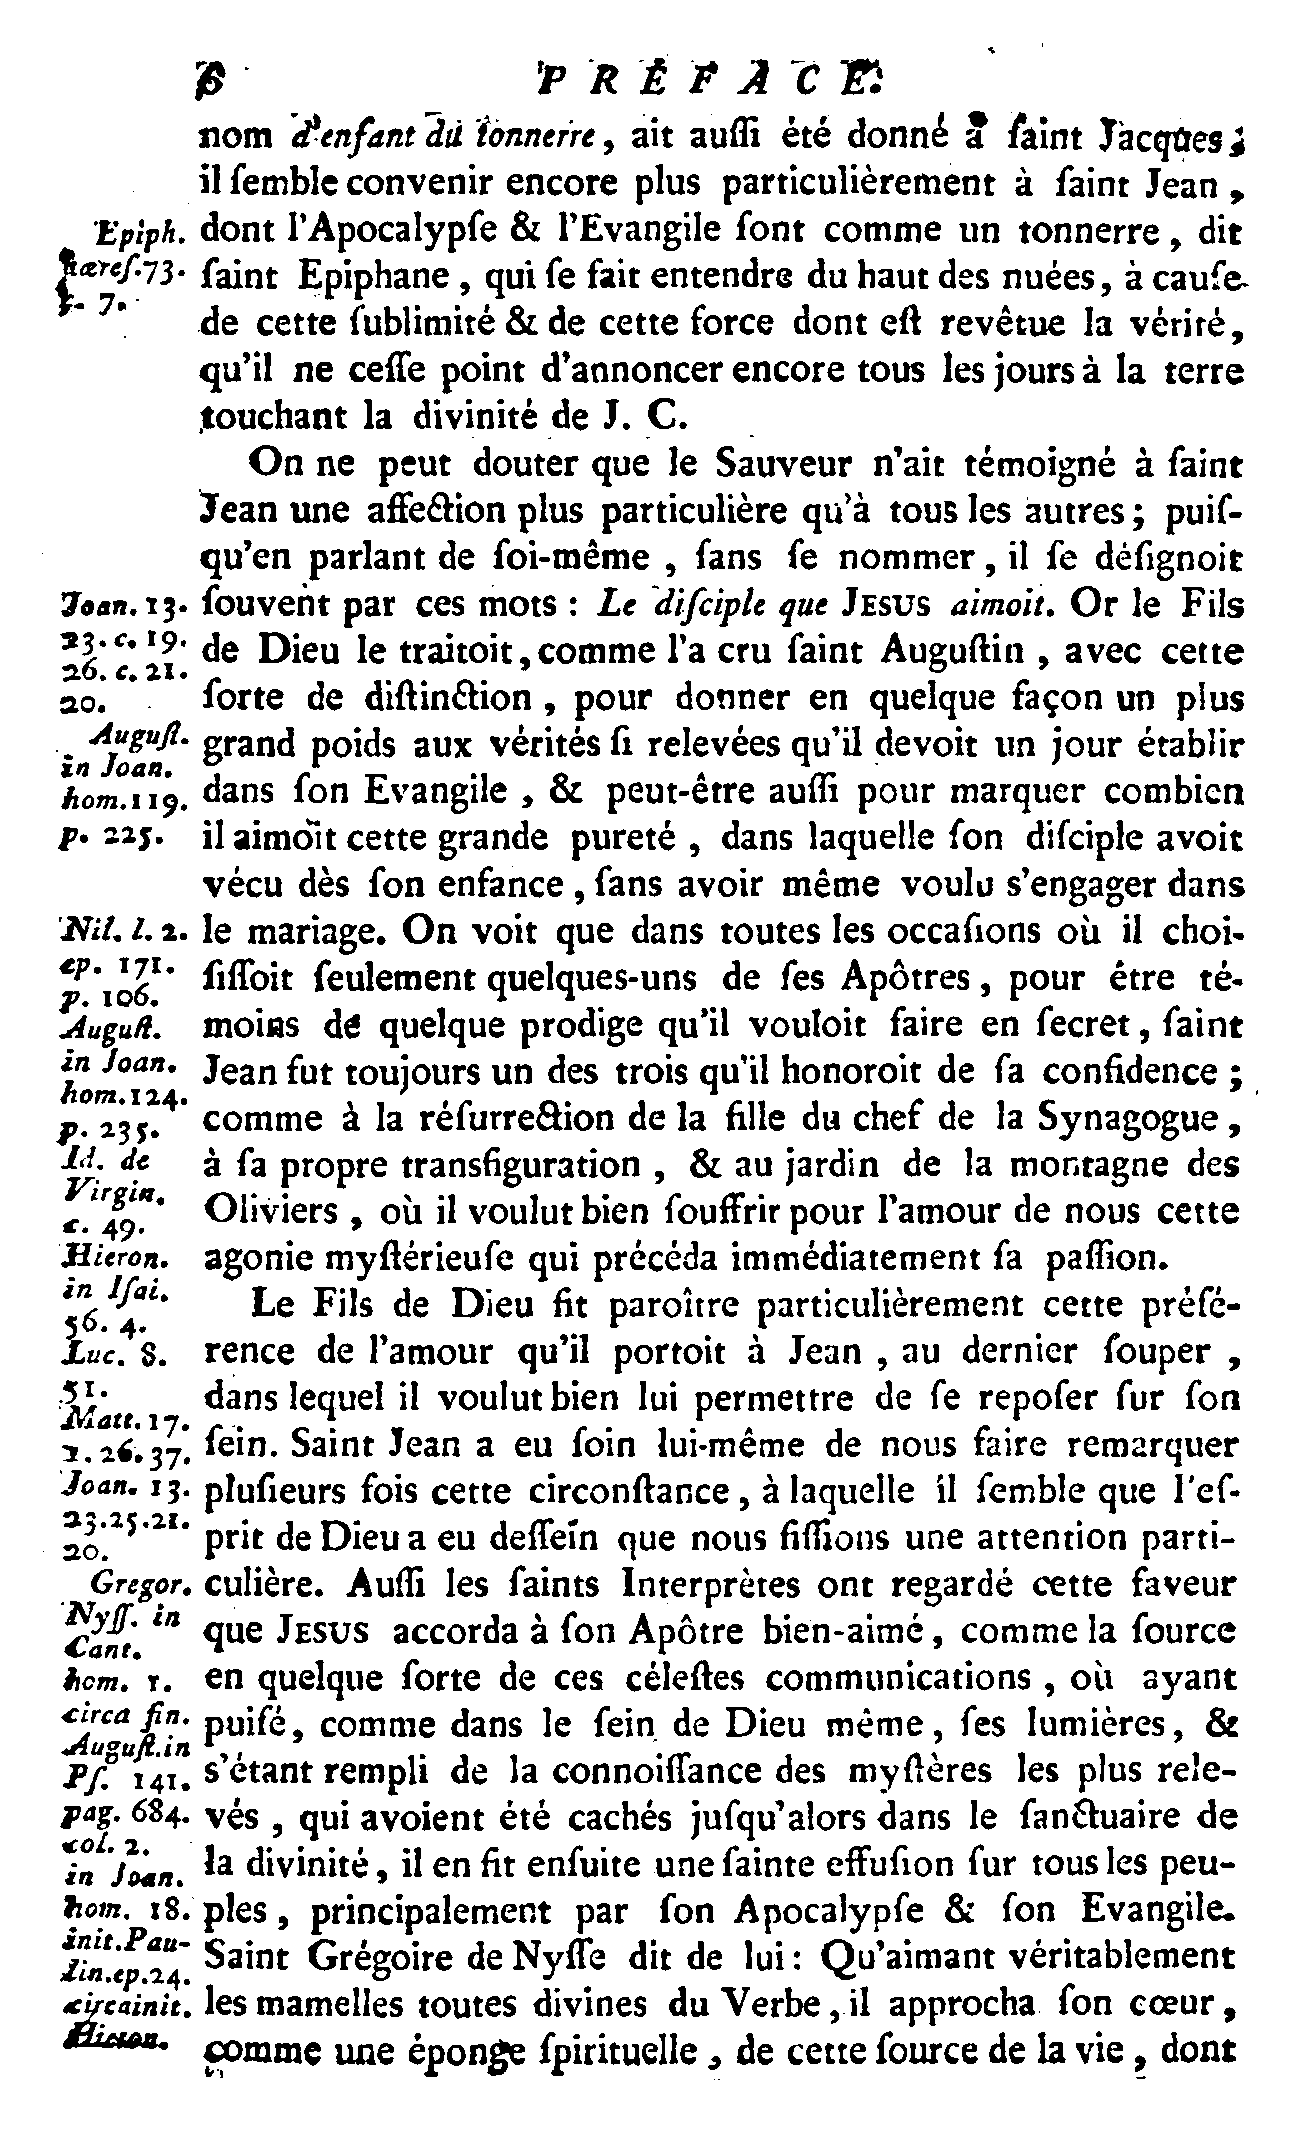 6 PRÉFACE.
nom d'enfant du tonnerre, ait auſſi été donné à ſaint Jacques;
il ſemble convenir encore plus particulièrement à ſaint Jean,
dont l'Apocalypſe & l'Evangile ſont comme un tonnerre, dit
ſaint Epiphane, qui ſe fait entendre du haut des nuées, à cauſe
de cette ſublimité & de cette force dont eſt revêtue la vérité,
qu'il ne ceſſe point d'annoncer encore tous les jours à la terre
touchant la divinité de J. C.
On ne peut douter que le Sauveur n'ait témoigné à ſaint
Jean une affection plus particulière qu'à tous les autres; puiſ-
qu'en parlant de ſoi-même, ſans ſe nommer, il ſe déſignoit
ſouvent par ces mots : Le diſciple que JESUS aimoit. Or le Fils
de Dieu le traitoit, comme l'a cru ſaint Auguſtin, avec cette
ſorte de diſtinction, pour donner en quelque façon un plus
grand poids aux vérités ſi relevées qu'il devoit un jour établir
dans ſon Evangile, & peut-être auſſi pour marquer combien
il aimoit cette grande pureté, dans laquelle ſon diſciple avoit
vécu dès ſon enfance, ſans avoir même voulu s'engager dans
le mariage. On voit que dans toutes les occaſions où il choi-
ſiſſoit ſeulement quelques-uns de ſes Apôtres, pour être té-
moins de quelque prodige qu'il vouloit faire en ſecret, ſaint
Jean fut toujours un des trois qu'il honoroit de ſa confidence;
comme à la réſurrection de la fille du chef de la Synagogue,
à ſa propre transfiguration, & au jardin de la montagne des
Oliviers, où il voulut bien ſouffrir pour l'amour de nous cette
agonie myſtérieuſe qui précéda immédiatement ſa paſſion.
Le Fils de Dieu fit paroître particulièrement cette préfé-
rence de l'amour qu'il portoit à Jean, au dernier ſouper,
dans lequel il voulut bien lui permettre de ſe repoſer ſur ſon
ſein. Saint Jean a eu ſoin lui-même de nous faire remarquer
pluſieurs fois cette circonſtance, à laquelle il ſemble que l'eſ-
prit de Dieu a eu deſſein que nous fiſſions une attention parti-
culière. Auſſi les ſaints Interprètes ont regardé cette faveur
que JESUS accorda à ſon Apôtre bien-aimé, comme la ſource
en quelque ſorte de ces céleſtes communications, où ayant
puiſé, comme dans le ſein de Dieu même, ſes lumières, &
s'étant rempli de la connoiſſance des myſtères les plus rele-
vés, qui avoient été cachés juſqu'alors dans le ſanctuaire de
la divinité, il en fit enſuite une ſainte effuſion ſur tous les peu-
ples, principalement par ſon Apocalypſe & ſon Evangile.
Saint Grégoire de Nyſſe dit de lui : Qu'aimant véritablement
les mamelles toutes divines du Verbe, il approcha ſon cœur,
comme une éponge ſpirituelle, de cette ſource de la vie, dont
Epiph.
hæreſ. 73.
7.
Joan. 13.
23. c. 19.
26. c. 21.
20.
Auguſt.
in Joan.
hom. 119.
p. 225.
Nil. l. 2.
ep. 171.
p. 106.
Auguſt.
in Joan.
hom. 124.
p. 235.
Id. de
Virgin.
c. 49.
Hieron.
in Iſai.
56. 4.
Luc. 8.
51.
Matt. 17.
1. 26. 37.
Joan. 13.
23. 25. 21.
20.
Gregor.
Nyſſ. in
Cant.
hom. 1.
circa fin.
Auguſt. in
Pſ. 141.
pag. 684.
col. 2.
in Joan.
hom. 18.
init. Pau-
lin. ep. 24.
circa init.
Hieron.